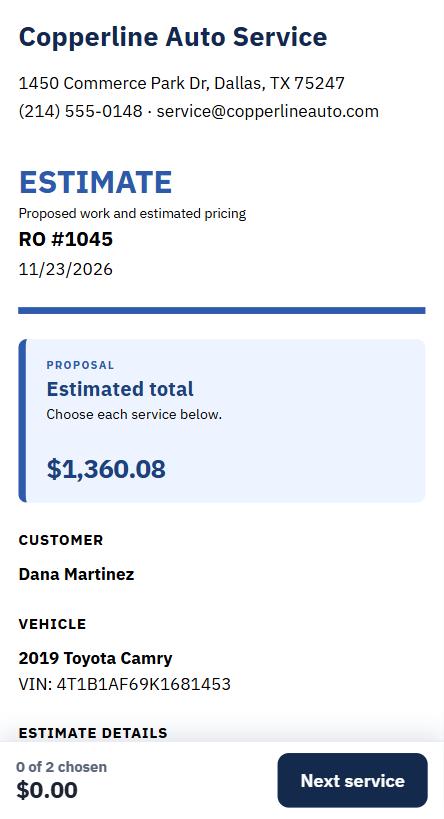 Copperline Auto Service
1450 Commerce Park Dr, Dallas, TX 75247
(214) 555-0148 · service@copperlineauto.com
ESTIMATE
Proposed work and estimated pricing
RO #1045
11/23/2026
PROPOSAL
Estimated total
Choose each service below.
$1,360.08
CUSTOMER
Dana Martinez
VEHICLE
2019 Toyota Camry
VIN: 4T1B1AF69K1681453
ESTIMATE DETAILS
0 of 2 chosen
$0.00
Next service